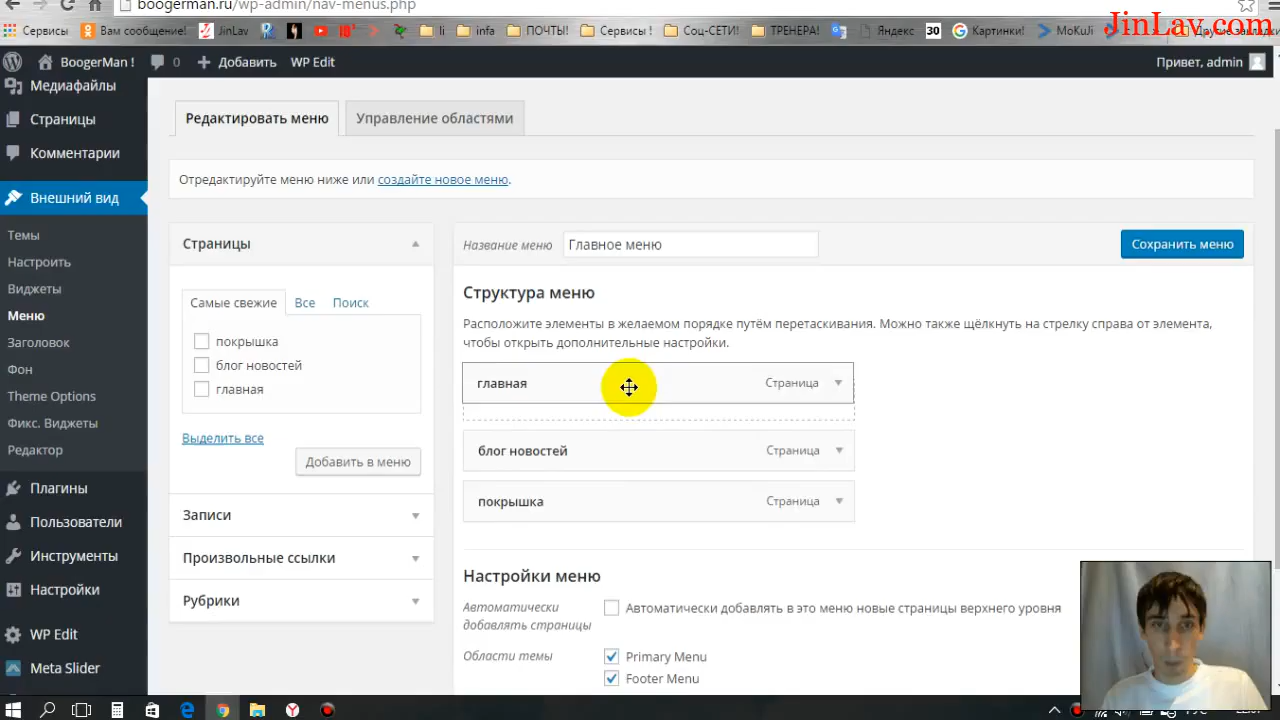 boogerman.ru/wp-admin/nav-menus.php
JinLav.com
Сервисы
Вам сообщение!
JinLav
li
infa
ПОЧТЫ!
Сервисы !
Соц-СЕТИ!
ТРЕНЕРА!
Яндекс
30
Картинки!
MoKuJi
Другие закладки
BoogerMan !
0
Добавить
WP Edit
Привет, admin
Медиафайлы
Страницы
Комментарии
Внешний вид
Темы
Настроить
Виджеты
Меню
Заголовок
Фон
Theme Options
Фикс. Виджеты
Редактор
Плагины
Пользователи
Инструменты
Настройки
WP Edit
Meta Slider
Редактировать меню
Управление областями
Отредактируйте меню ниже или создайте новое меню.
Страницы
Самые свежие
Все
Поиск
покрышка
блог новостей
главная
Выделить все
Добавить в меню
Записи
Произвольные ссылки
Рубрики
Название меню
Главное меню
Сохранить меню
Структура меню
Расположите элементы в желаемом порядке путём перетаскивания. Можно также щёлкнуть на стрелку справа от элемента,
чтобы открыть дополнительные настройки.
главная
Страница
блог новостей
Страница
покрышка
Страница
Настройки меню
Автоматически
добавлять страницы
Автоматически добавлять в это меню новые страницы верхнего уровня
Области темы
Primary Menu
Footer Menu